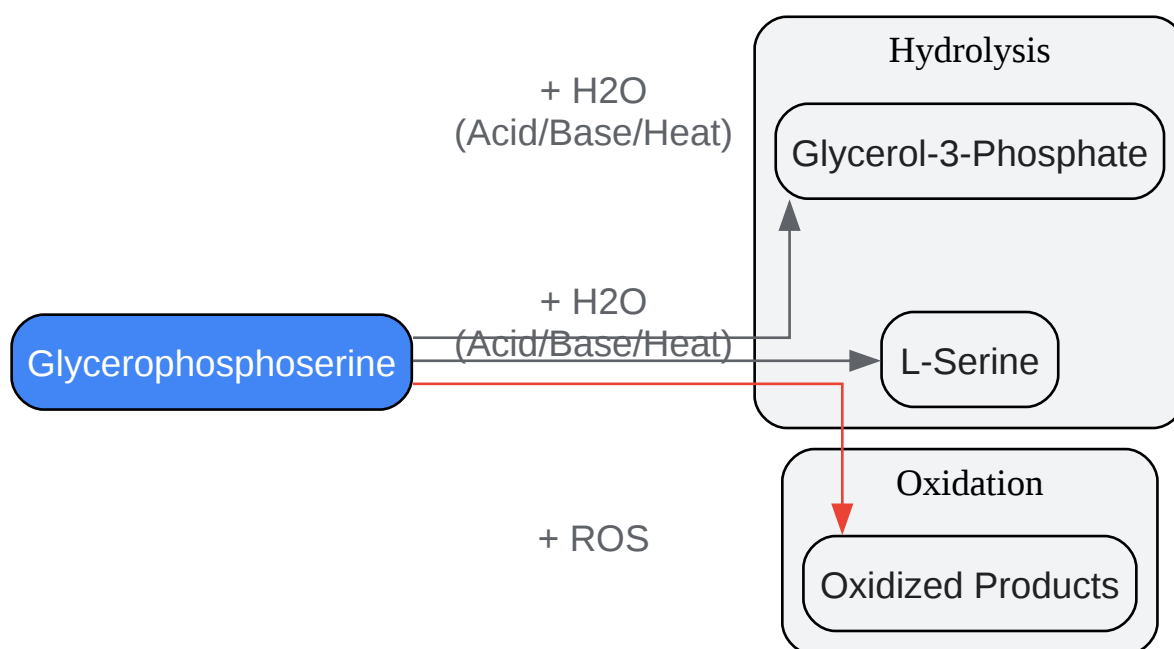 Hydrolysis
+ H2O
(Acid/Base/Heat)
Glycerol-3-Phosphate
+ H2O
(Acid/Base/Heat)
Glycerophosphoserine
L-Serine
Oxidation
+ ROS
Oxidized Products